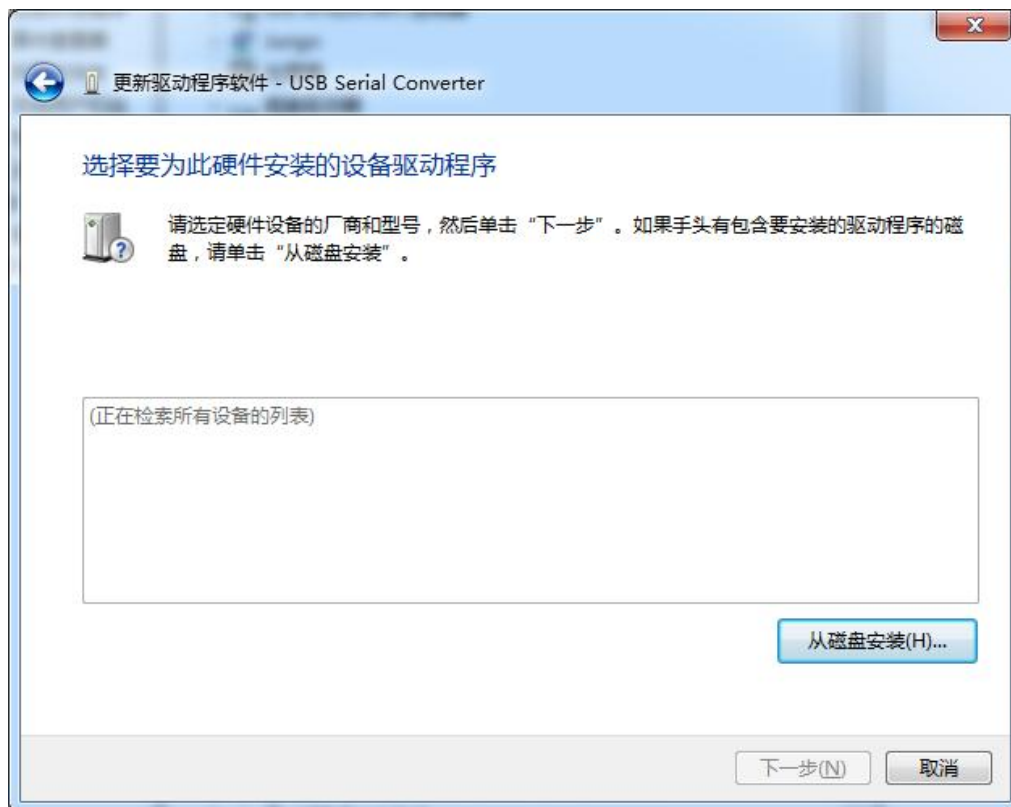 更新驱动程序软件 - USB Serial Converter
选择要为此硬件安装的设备驱动程序
请选定硬件设备的厂商和型号，然后单击“下一步”。如果手头有包含要安装的驱动程序的磁
盘，请单击“从磁盘安装”。
(正在检索所有设备的列表)
从磁盘安装(H)...
下一步(N)
取消